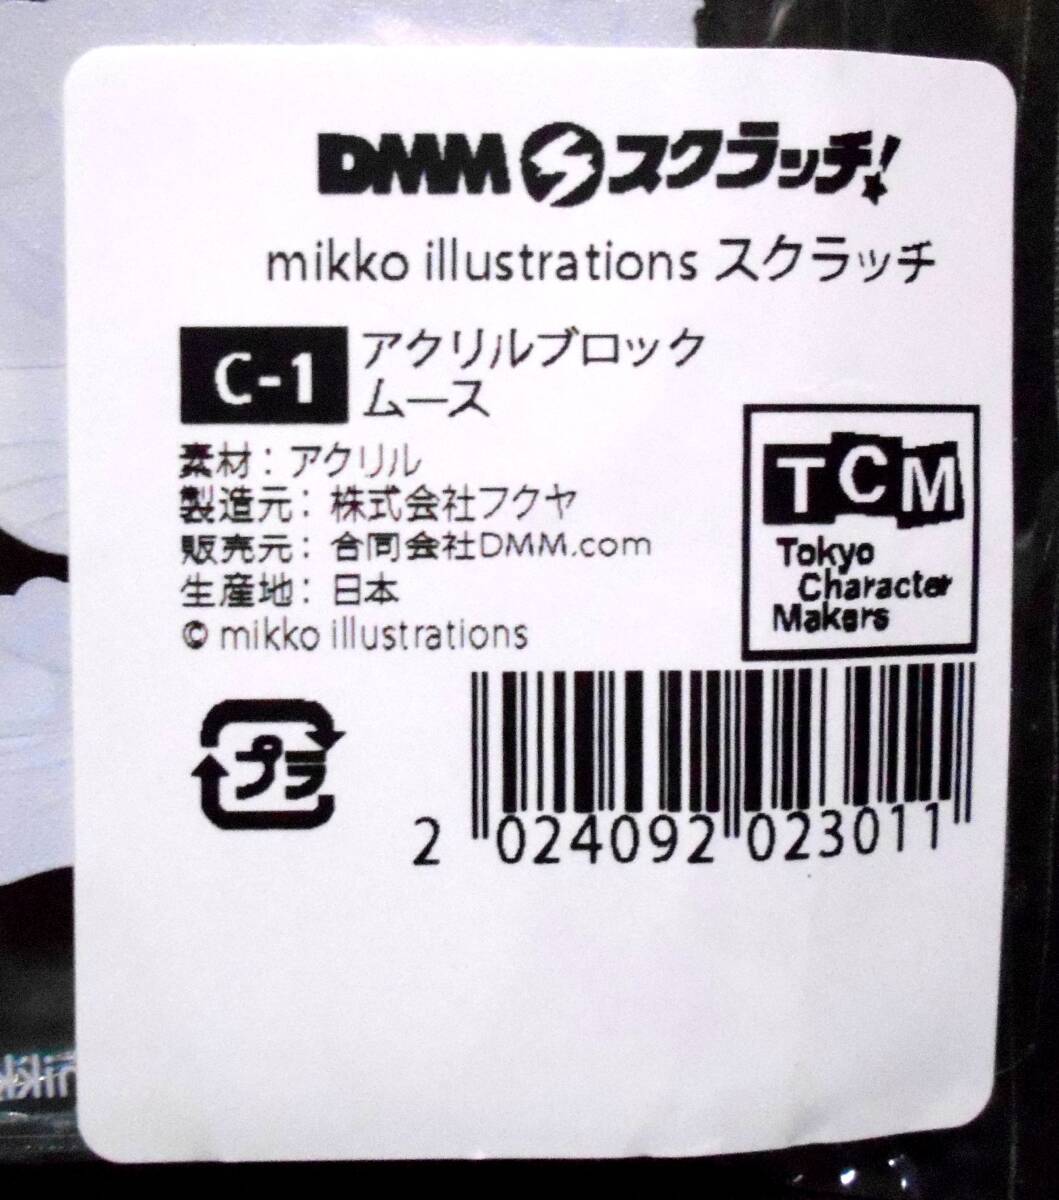 DMM スクラッチ!
mikko illustrations スクラッチ
C-1 アクリルブロック
ムース
素材：アクリル
製造元：株式会社フクヤ
販売元：合同会社DMM.com
生産地：日本
© mikko illustrations
TCM
Tokyo
Character
Makers
プラ
2 024092 023011